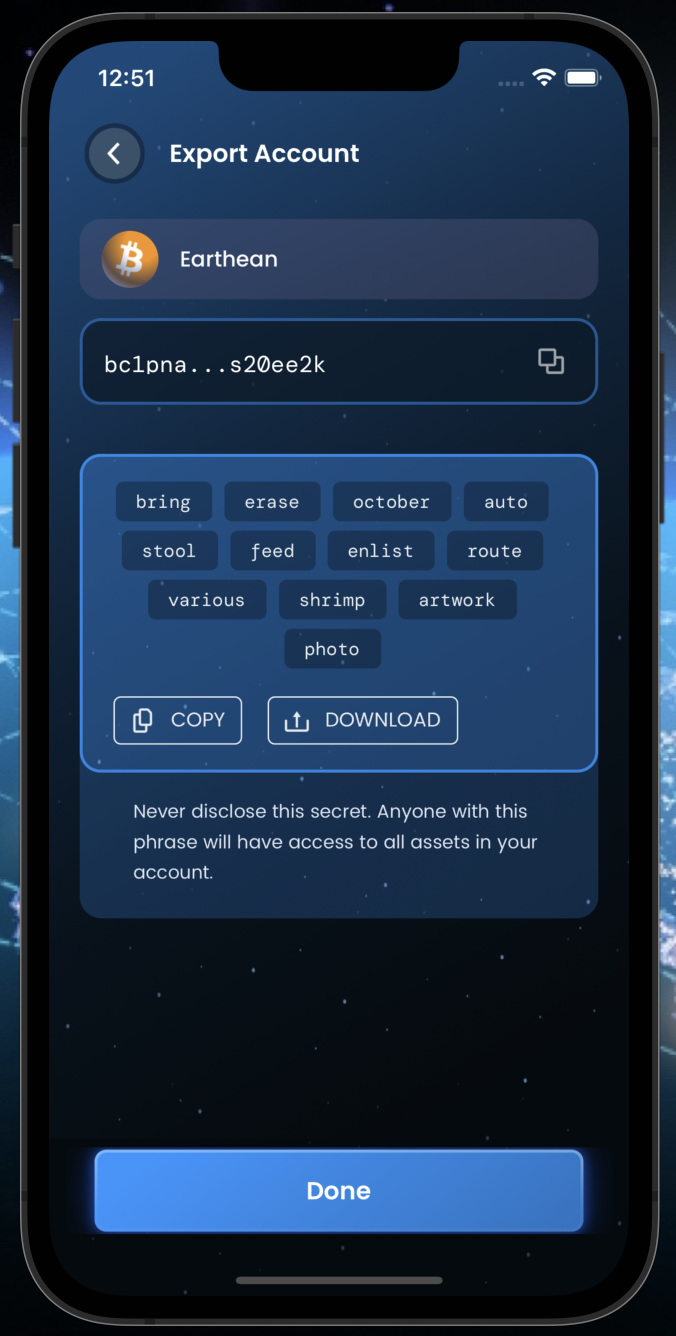 12:51
Export Account
Earthean
bc1pna...s20ee2k
bring erase october auto
stool feed enlist route
various shrimp artwork
photo
COPY DOWNLOAD
Never disclose this secret. Anyone with this
phrase will have access to all assets in your
account.
Done